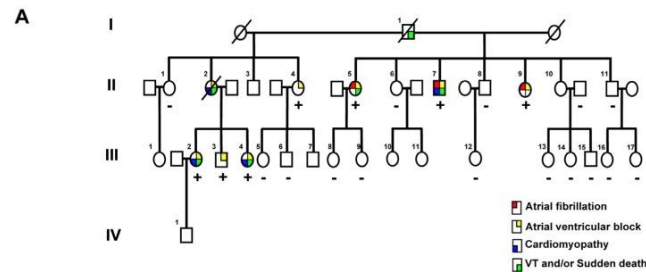 A
I
1
II
1 2 3 4 5 6 7 8 9 10 11
- + + - + - + - -
III
1 2 3 4 5 6 7 8 9 10 11 12 13 14 15 16 17
+ + + - - - - - - - - - - -
IV
1
Atrial fibrillation
Atrial ventricular block
Cardiomyopathy
VT and/or Sudden death